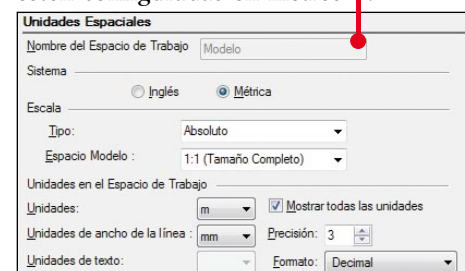 Unidades Espaciales
Nombre del Espacio de Trabajo Modelo
Sistema
Inglés Métrica
Escala
Tipo: Absoluto
Espacio Modelo : 1:1 (Tamaño Completo)
Unidades en el Espacio de Trabajo
Unidades: m Mostrar todas las unidades
Unidades de ancho de la línea : mm Precisión: 3
Unidades de texto: Formato: Decimal